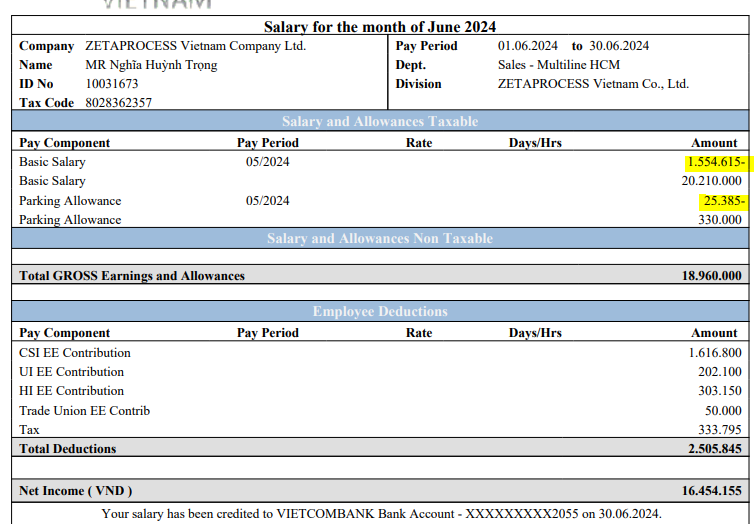 VIETNAM
Salary for the month of June 2024
Company ZETAPROCESS Vietnam Company Ltd. Pay Period 01.06.2024 to 30.06.2024
Name MR Nghĩa Huỳnh Trọng Dept. Sales - Multiline HCM
ID No 10031673 Division ZETAPROCESS Vietnam Co., Ltd.
Tax Code 8028362357
Salary and Allowances Taxable
Pay Component Pay Period Rate Days/Hrs Amount
Basic Salary 05/2024 1.554.615-
Basic Salary 20.210.000
Parking Allowance 05/2024 25.385-
Parking Allowance 330.000
Salary and Allowances Non Taxable
Total GROSS Earnings and Allowances 18.960.000
Employee Deductions
Pay Component Pay Period Rate Days/Hrs Amount
CSI EE Contribution 1.616.800
UI EE Contribution 202.100
HI EE Contribution 303.150
Trade Union EE Contrib 50.000
Tax 333.795
Total Deductions 2.505.845
Net Income ( VND ) 16.454.155
Your salary has been credited to VIETCOMBANK Bank Account - XXXXXXXXX2055 on 30.06.2024.